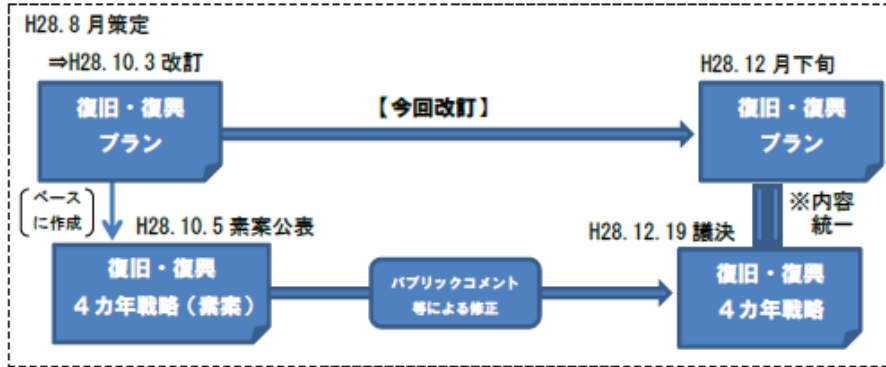 H28.8月策定
⇒H28.10.3改訂
復旧・復興
プラン
【今回改訂】
H28.12月下旬
復旧・復興
プラン
ベース
に作成
H28.10.5素案公表
復旧・復興
4カ年戦略(素案)
パブリックコメント
等による修正
※内容
統一
H28.12.19議決
復旧・復興
4カ年戦略